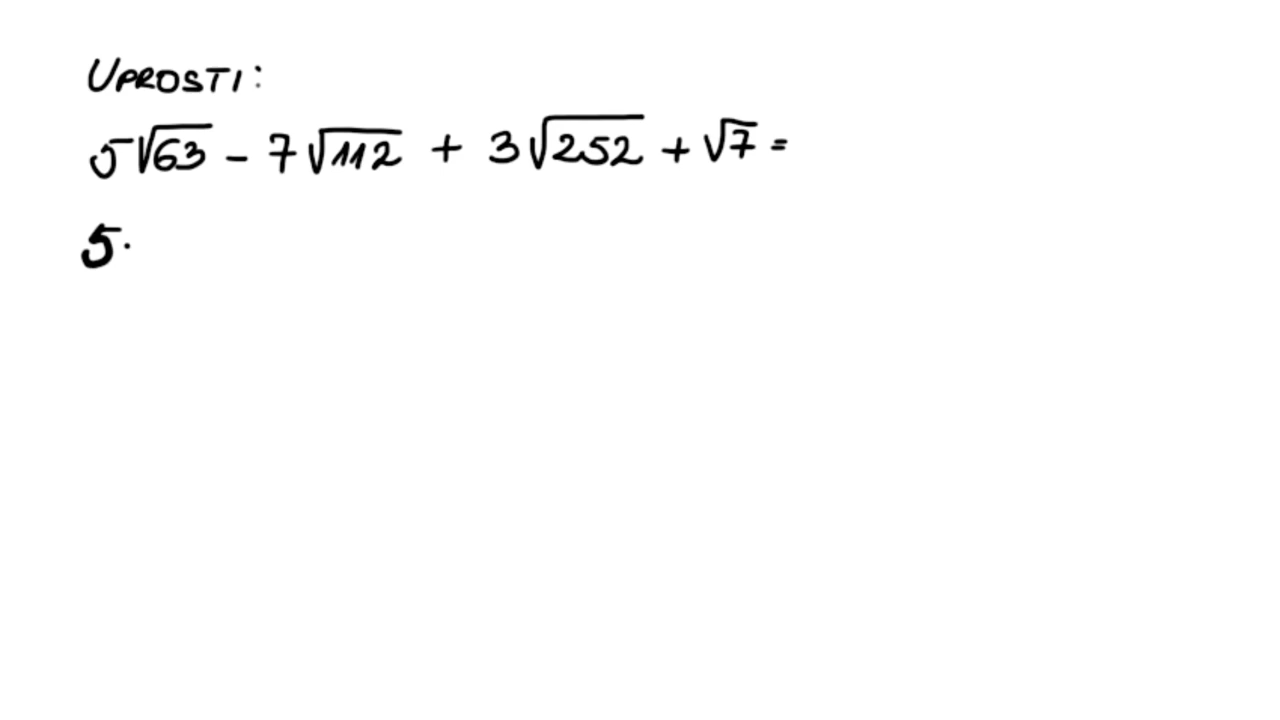 UPROSTI:
5√63 - 7√112 + 3√252 + √7 =
5·